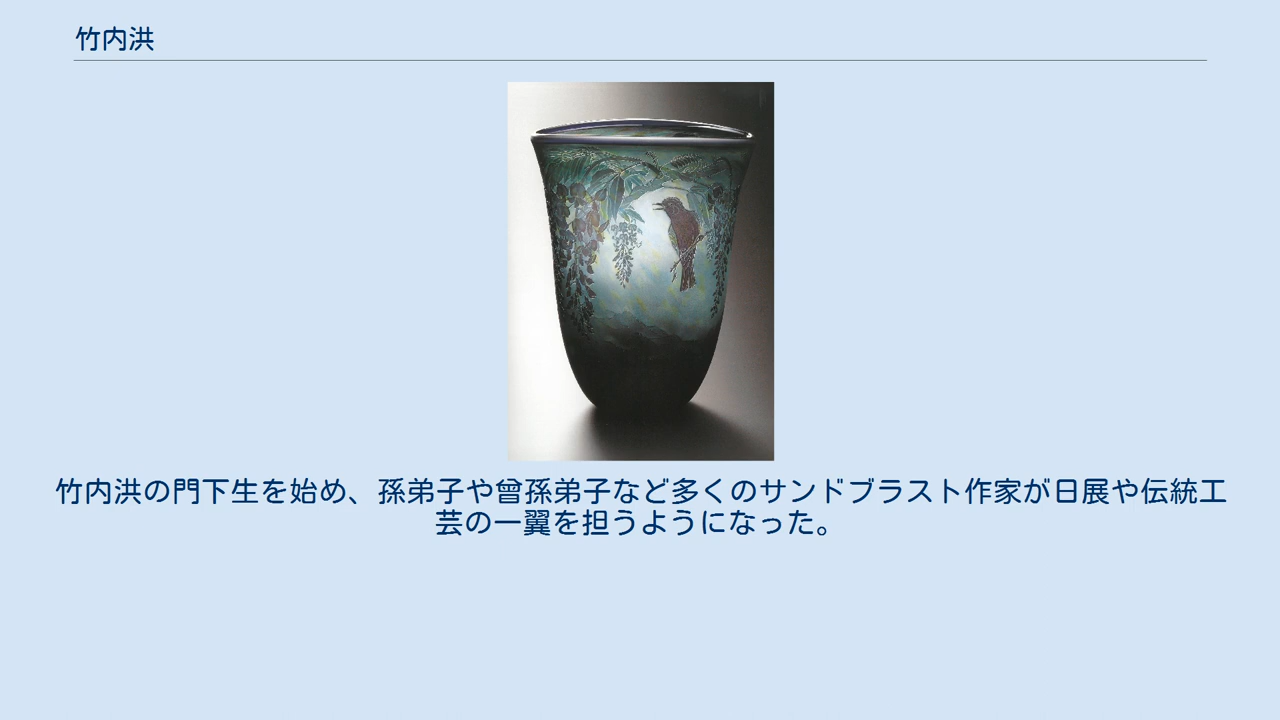 竹内洪
竹内洪の門下生を始め、孫弟子や曾孫弟子など多くのサンドブラスト作家が日展や伝統工
芸の一翼を担うようになった。